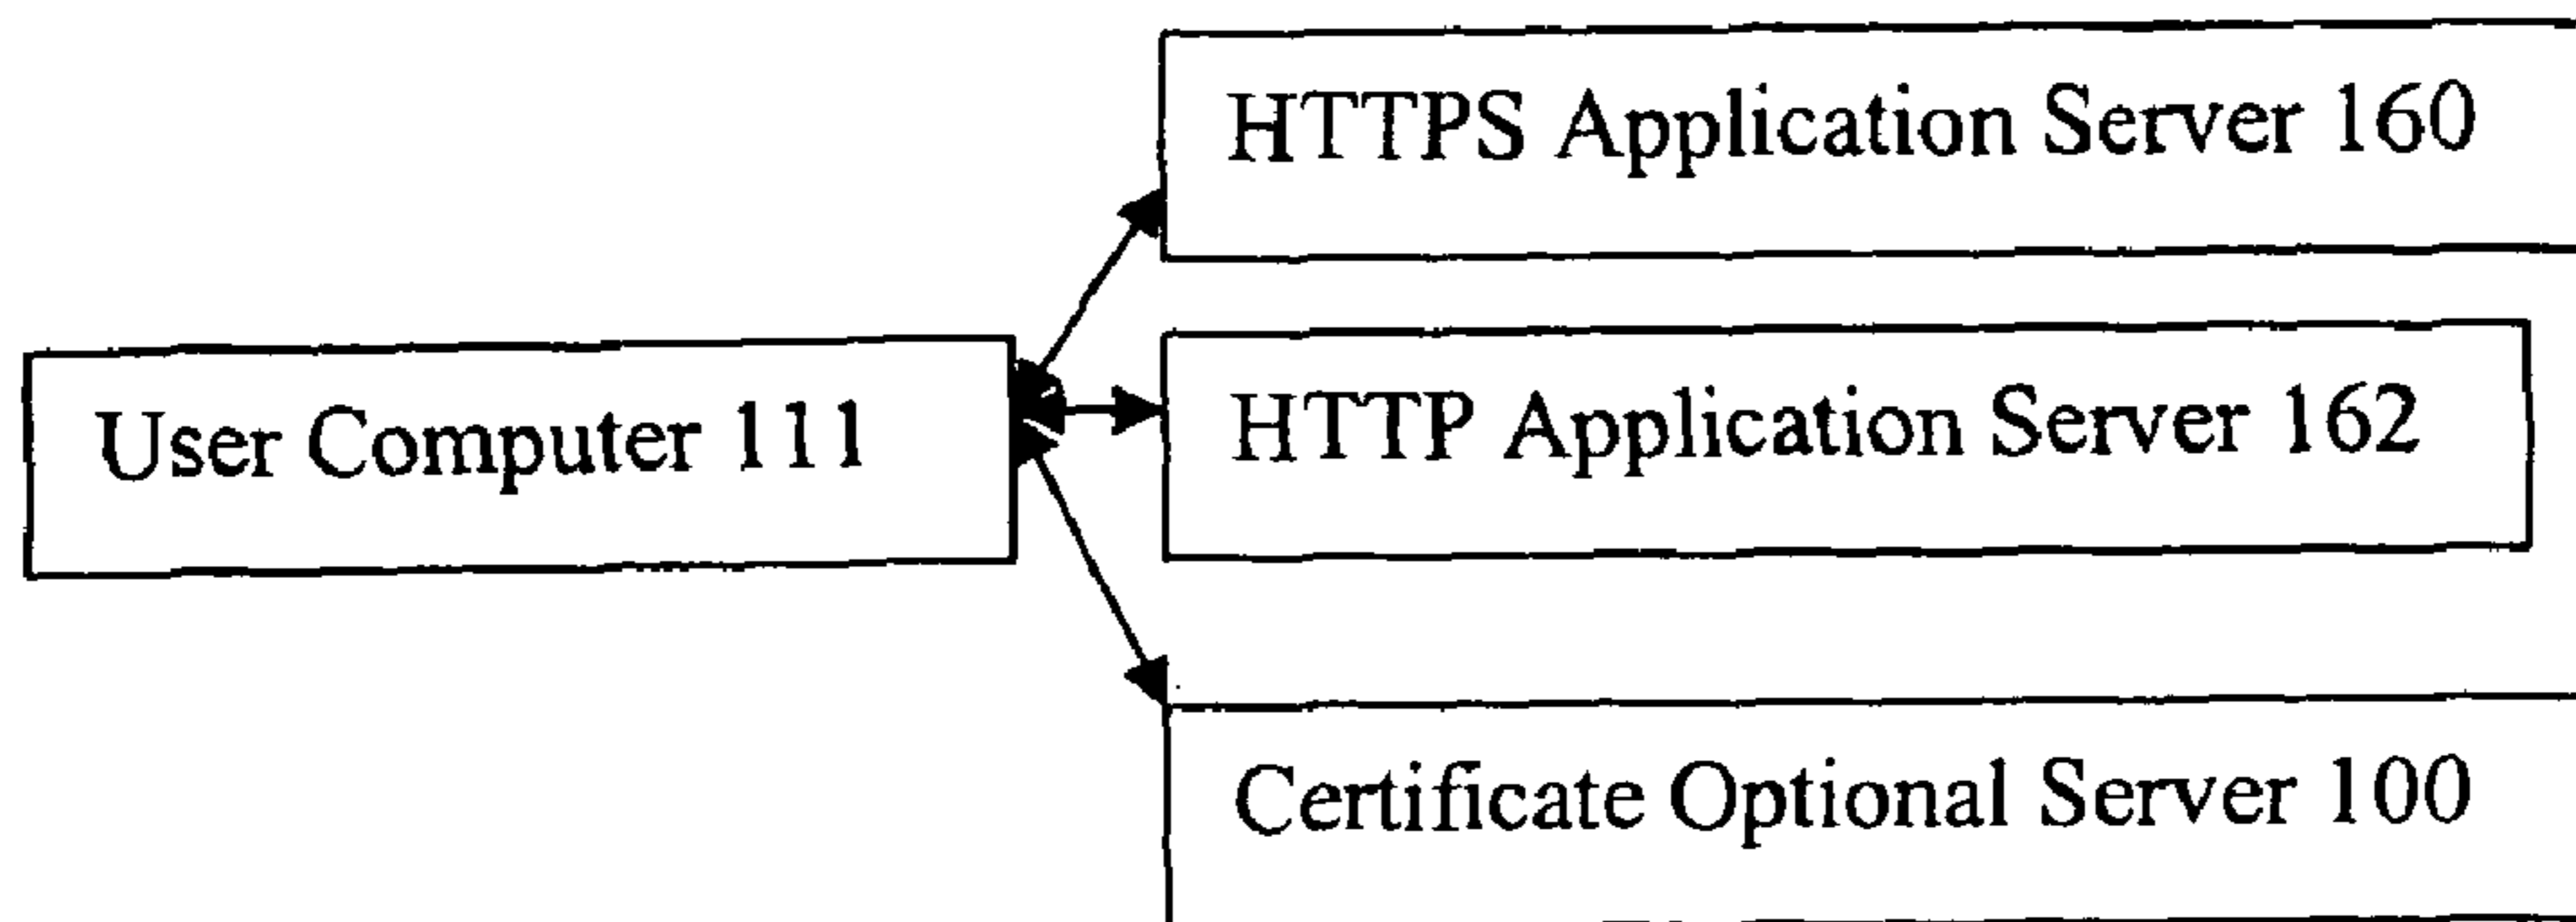 HTTPS Application Server 160
User Computer 111
HTTP Application Server 162
Certificate Optional Server 100